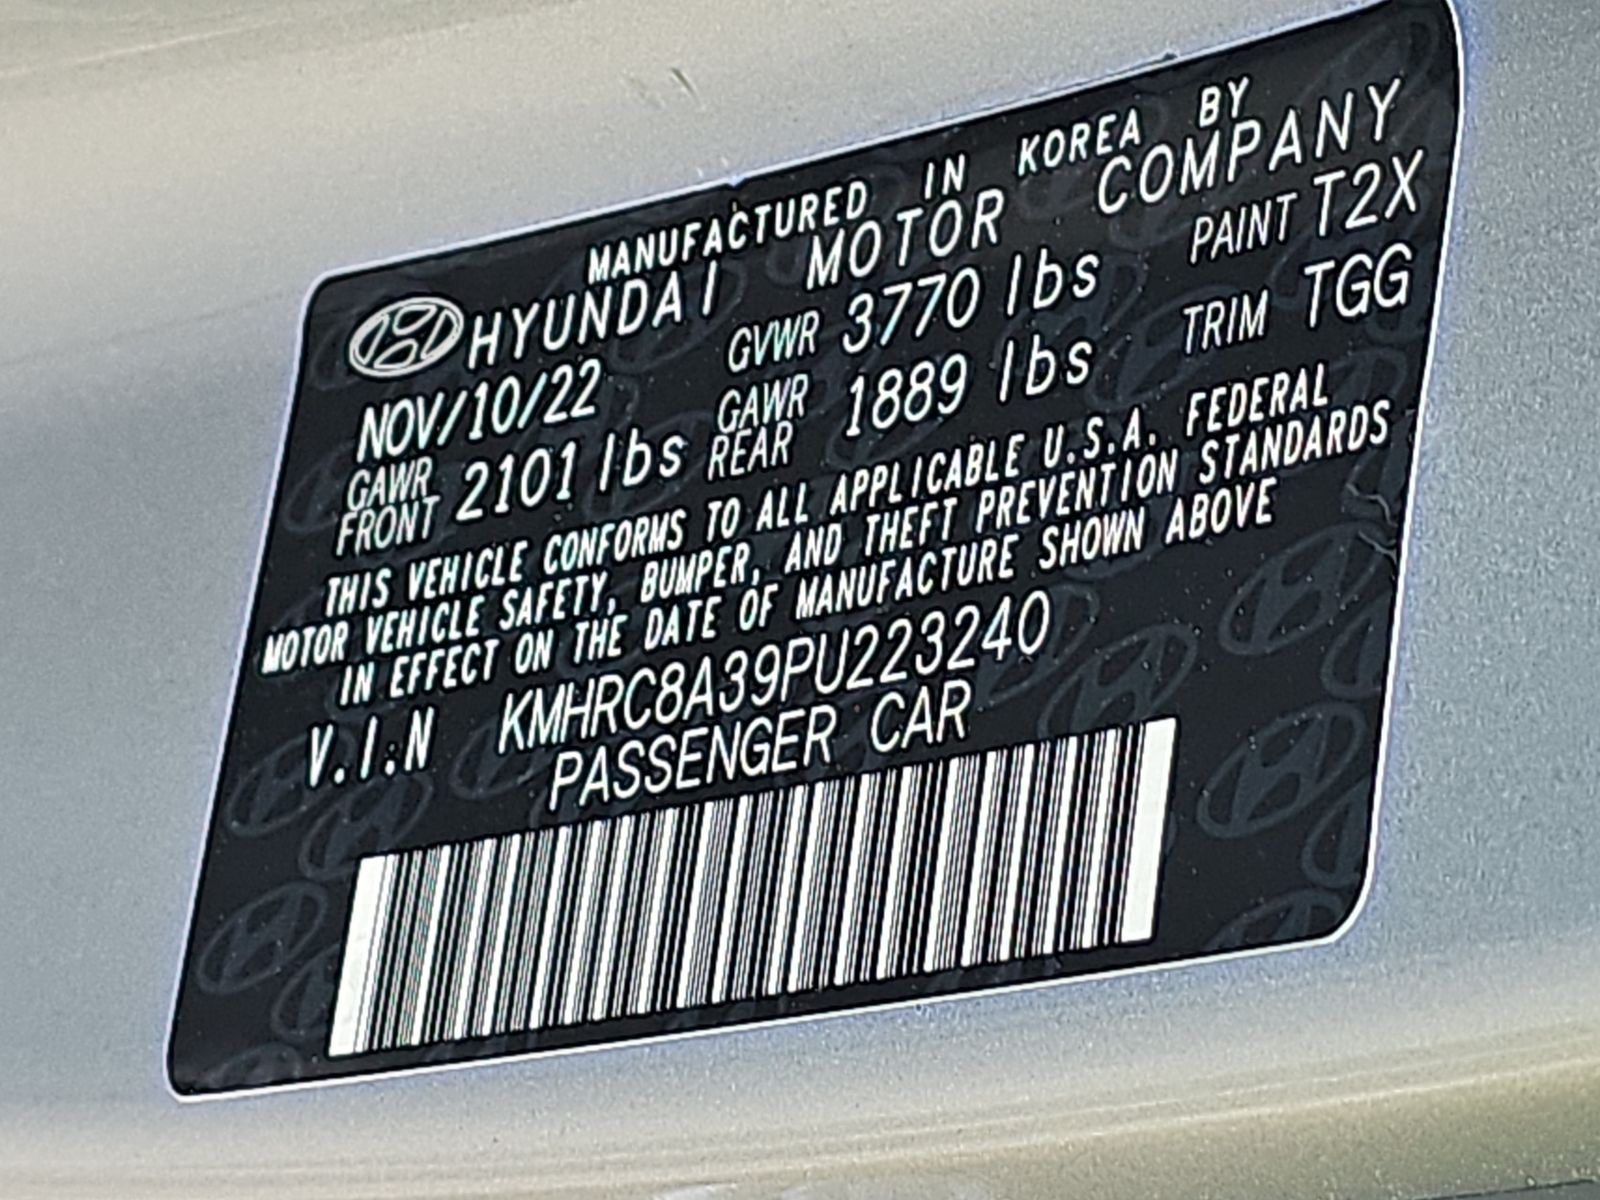 MANUFACTURED IN KOREA BY
HYUNDAI MOTOR COMPANY
NOV/10/22 GVWR 3770 lbs PAINT T2X
GAWR FRONT 2101 lbs GAWR REAR 1889 lbs TRIM TGG
THIS VEHICLE CONFORMS TO ALL APPLICABLE U.S.A. FEDERAL
MOTOR VEHICLE SAFETY, BUMPER, AND THEFT PREVENTION STANDARDS
IN EFFECT ON THE DATE OF MANUFACTURE SHOWN ABOVE
V.I.N KMHRC8A39PU223240
PASSENGER CAR